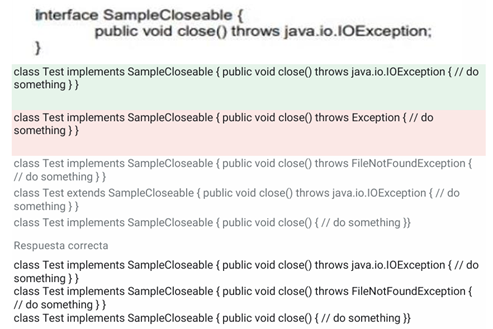 interface SampleCloseable {
public void close() throws java.io.IOException;
}
class Test implements SampleCloseable { public void close() throws java.io.IOException { // do
something } }
class Test implements SampleCloseable { public void close() throws Exception { // do
something } }
class Test implements SampleCloseable { public void close() throws FileNotFoundException {
// do something } }
class Test extends SampleCloseable { public void close() throws java.io.IOException { // do
something } }
class Test implements SampleCloseable { public void close() { // do something }}
Respuesta correcta
class Test implements SampleCloseable { public void close() throws java.io.IOException { // do
something } }
class Test implements SampleCloseable { public void close() throws FileNotFoundException {
// do something } }
class Test implements SampleCloseable { public void close() { // do something }}